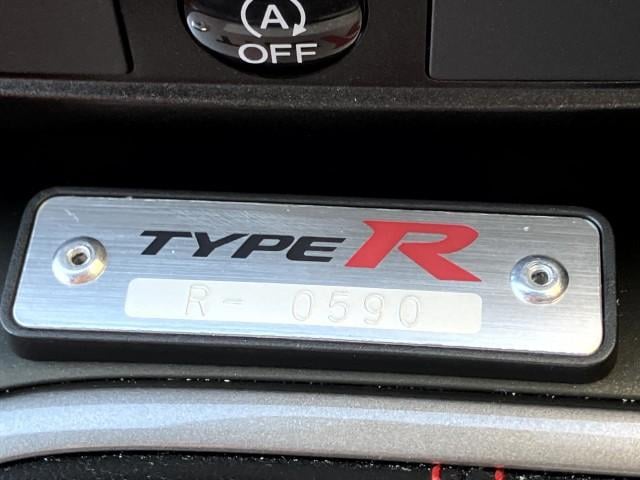 A
OFF
TYPE R
R- 0590